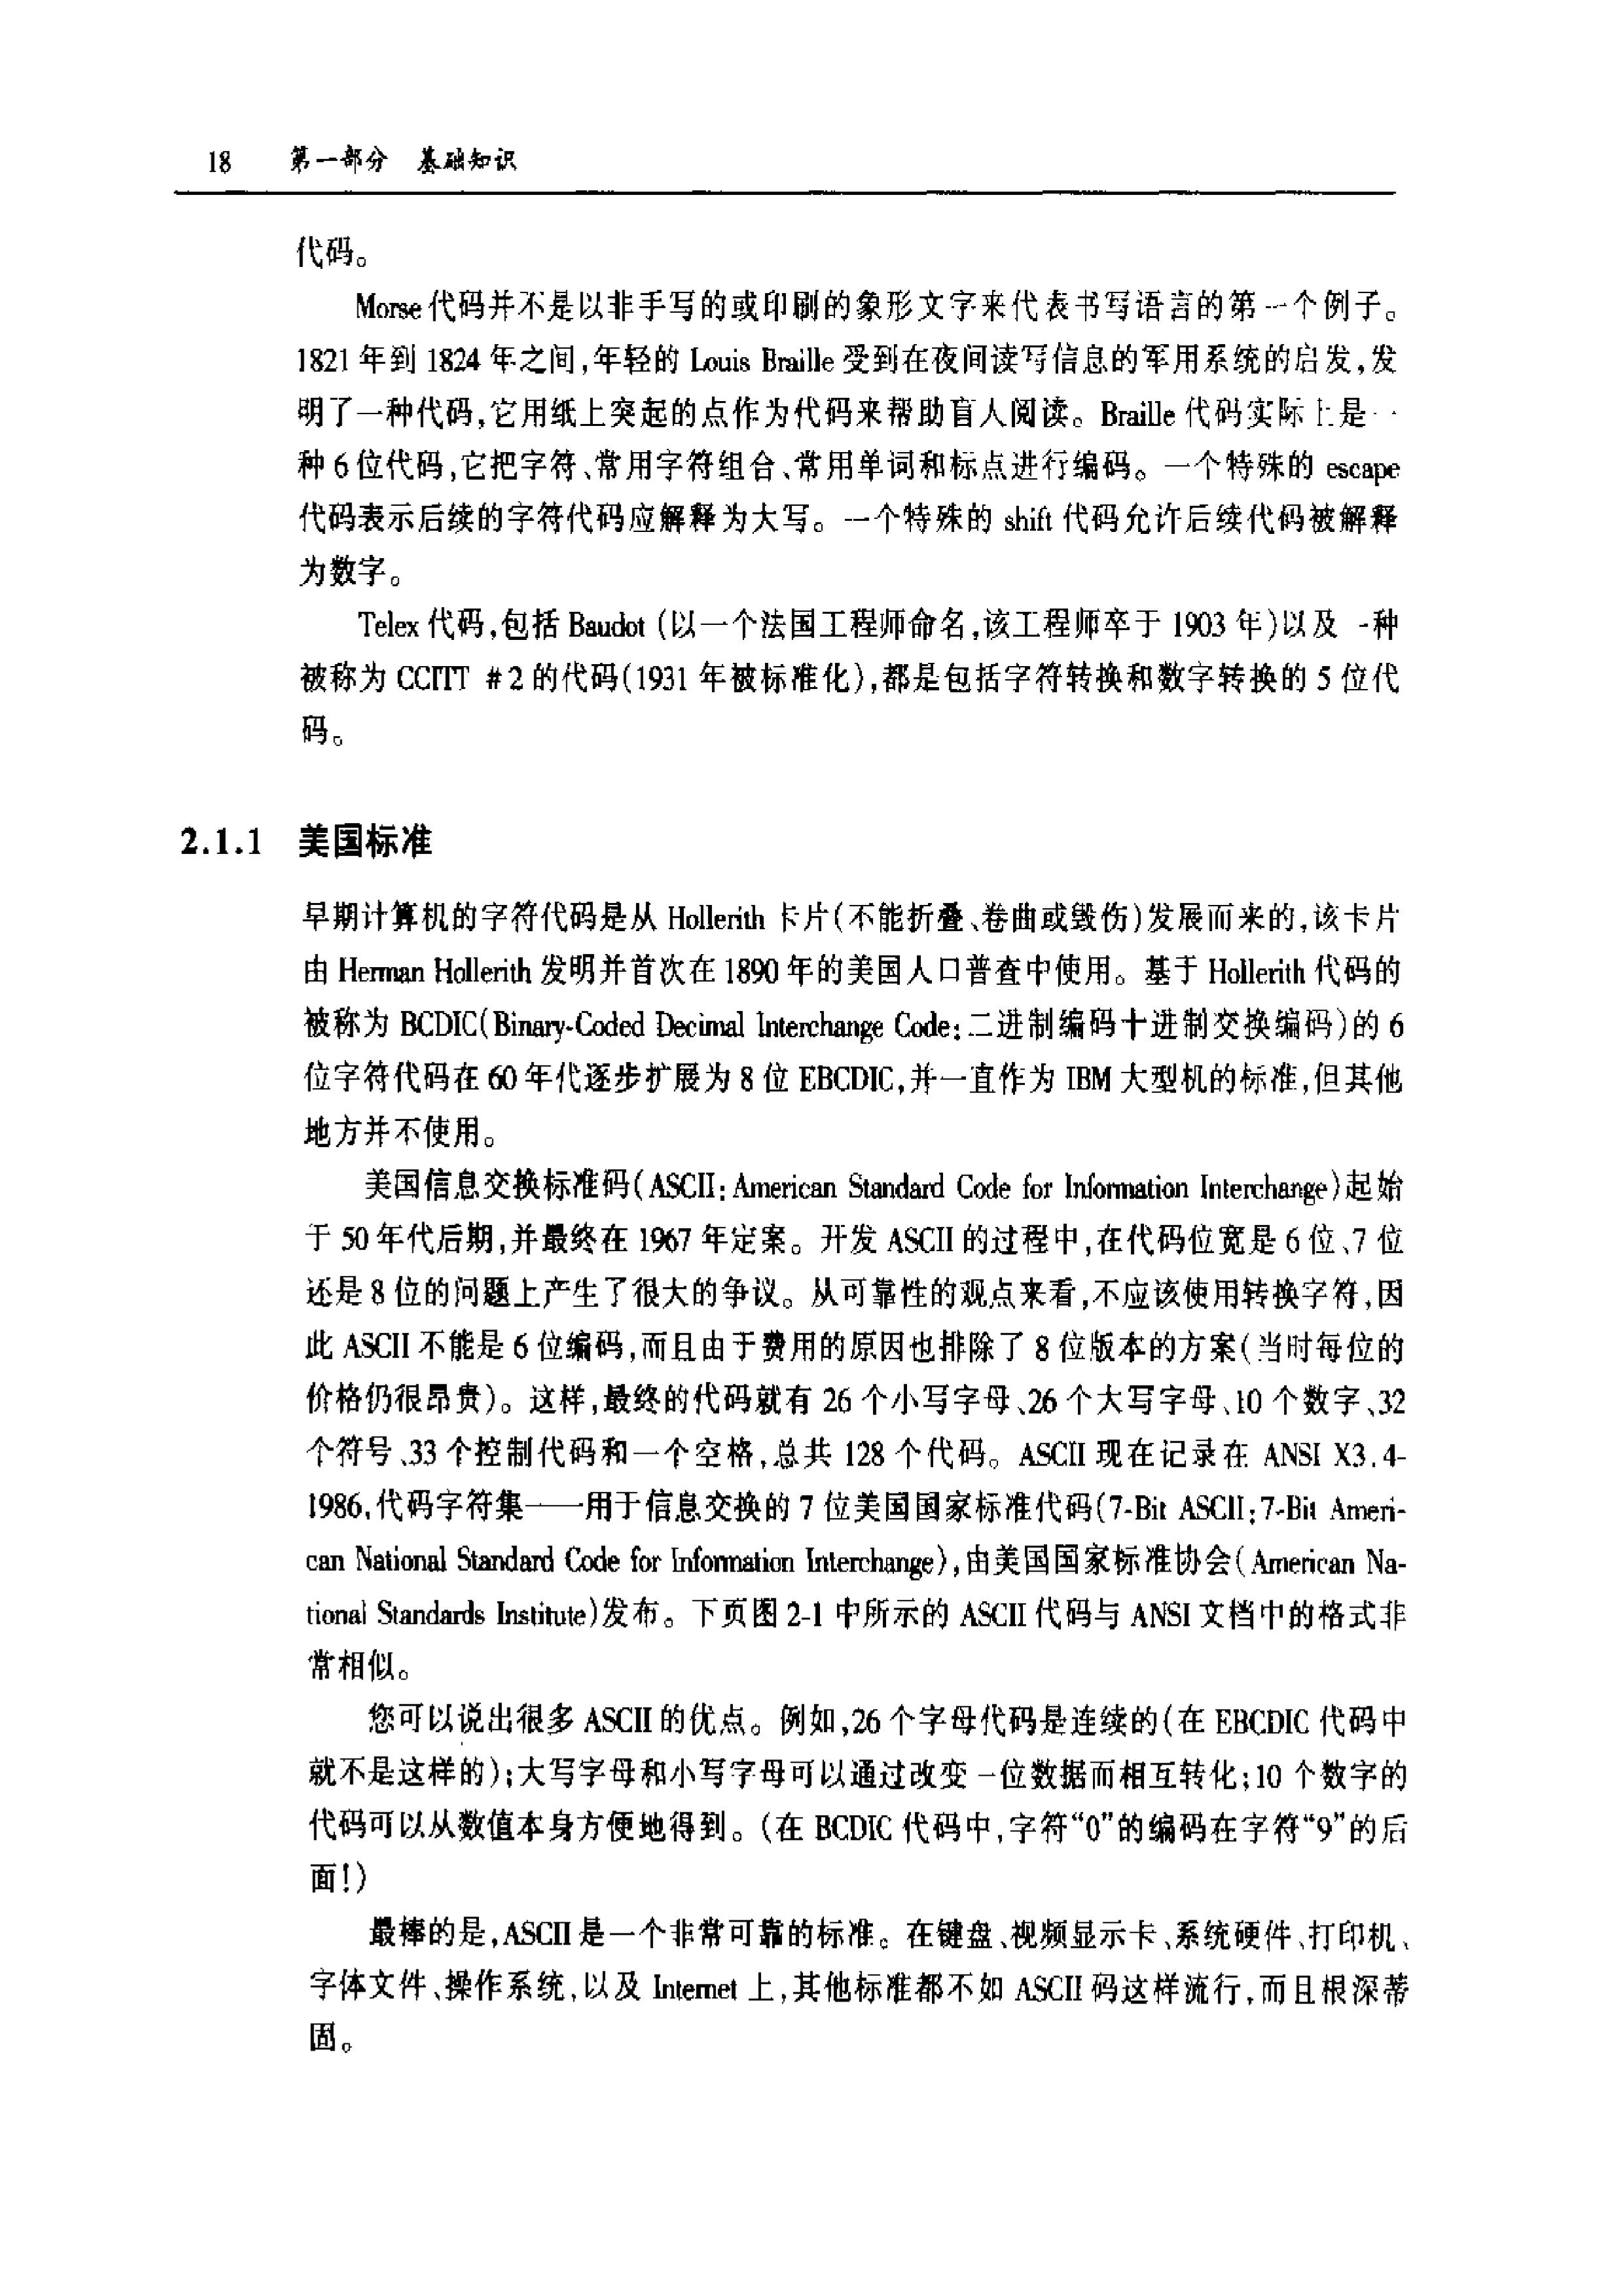 18 第一部分 基础知识
代码。
Morse代码并不是以非手写的或印刷的象形文字来代表书写语言的第一个例子。
1821年到1824年之间,年轻的Louis Braille受到在夜间读写信息的军用系统的启发,发
明了一种代码,它用纸上突起的点作为代码来帮助盲人阅读。Braille代码实际上是一
种6位代码,它把字符、常用字符组合、常用单词和标点进行编码。一个特殊的escape
代码表示后续的字符代码应解释为大写。一个特殊的shift代码允许后续代码被解释
为数字。
Telex代码,包括Baudot(以一个法国工程师命名,该工程师卒于1903年)以及一种
被称为CCITT #2的代码(1931年被标准化),都是包括字符转换和数字转换的5位代
码。
2.1.1 美国标准
早期计算机的字符代码是从Hollerith卡片(不能折叠、卷曲或毁伤)发展而来的,该卡片
由Herman Hollerith发明并首次在1890年的美国人口普查中使用。基于Hollerith代码的
被称为BCDIC(Binary-Coded Decimal Interchange Code:二进制编码十进制交换编码)的6
位字符代码在60年代逐步扩展为8位EBCDIC,并一直作为IBM大型机的标准,但其他
地方并不使用。
美国信息交换标准码(ASCII:American Standard Code for Information Interchange)起始
于50年代后期,并最终在1967年定案。开发ASCII的过程中,在代码位宽是6位、7位
还是8位的问题上产生了很大的争议。从可靠性的观点来看,不应该使用转换字符,因
此ASCII不能是6位编码,而且由于费用的原因也排除了8位版本的方案(当时每位的
价格仍很昂贵)。这样,最终的代码就有26个小写字母、26个大写字母、10个数字、32
个符号、33个控制代码和一个空格,总共128个代码。ASCII现在记录在ANSI X3.4-
1986,代码字符集——用于信息交换的7位美国国家标准代码(7-Bit ASCII:7-Bit Ameri-
can National Standard Code for Information Interchange),由美国国家标准协会(American Na-
tional Standards Institute)发布。下页图2-1中所示的ASCII代码与ANSI文档中的格式非
常相似。
您可以说出很多ASCII的优点。例如,26个字母代码是连续的(在EBCDIC代码中
就不是这样的);大写字母和小写字母可以通过改变一位数据而相互转化;10个数字的
代码可以从数值本身方便地得到。(在BCDIC代码中,字符“0”的编码在字符“9”的后
面!)
最棒的是,ASCII是一个非常可靠的标准。在键盘、视频显示卡、系统硬件、打印机、
字体文件、操作系统,以及Internet上,其他标准都不如ASCII码这样流行,而且根深蒂
固。